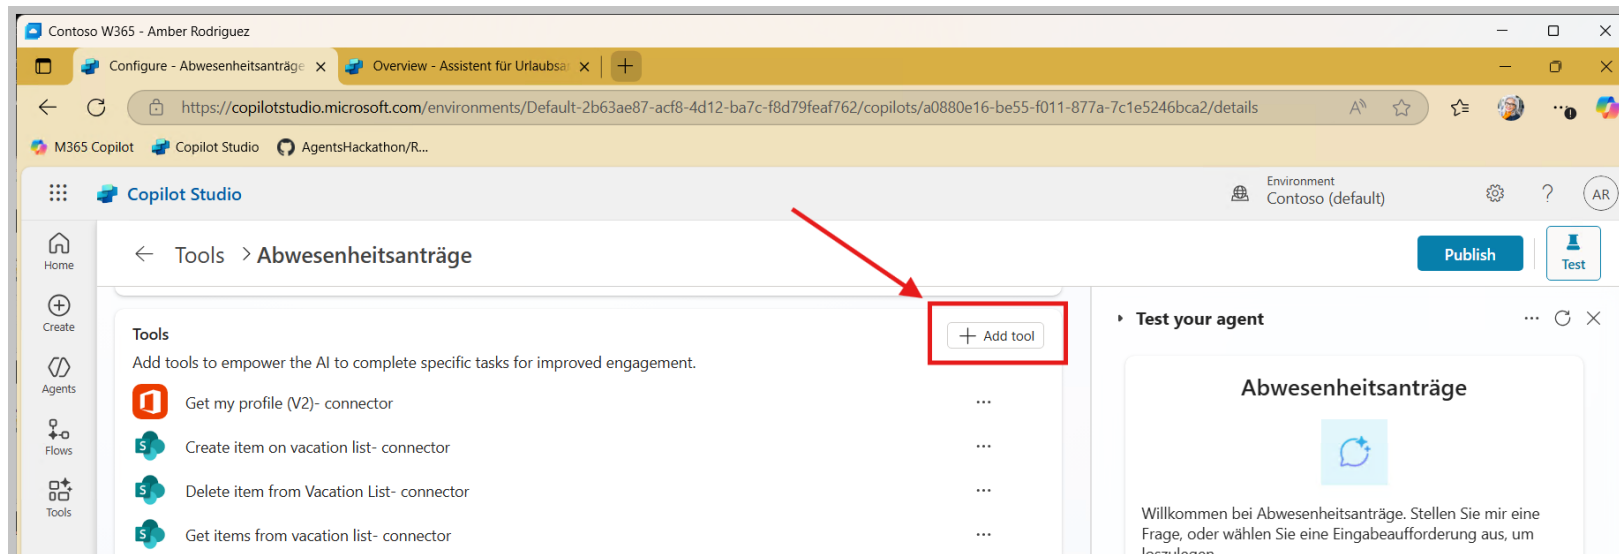 Contoso W365 - Amber Rodriguez
Configure - Abwesenheitsanträge
Overview - Assistent für Urlaubsa
https://copilotstudio.microsoft.com/environments/Default-2b63ae87-acf8-4d12-ba7c-f8d79feaf762/copilots/a0880e16-be55-f011-877a-7c1e5246bca2/details
M365 Copilot
Copilot Studio
AgentsHackathon/R...
Copilot Studio
Environment
Contoso (default)
AR
Home
Create
Agents
Flows
Tools
Tools > Abwesenheitsanträge
Publish
Test
Tools
Add tool
Add tools to empower the AI to complete specific tasks for improved engagement.
Get my profile (V2)- connector
Create item on vacation list- connector
Delete item from Vacation List- connector
Get items from vacation list- connector
Test your agent
Abwesenheitsanträge
Willkommen bei Abwesenheitsanträge. Stellen Sie mir eine
Frage, oder wählen Sie eine Eingabeaufforderung aus, um
loszulegen